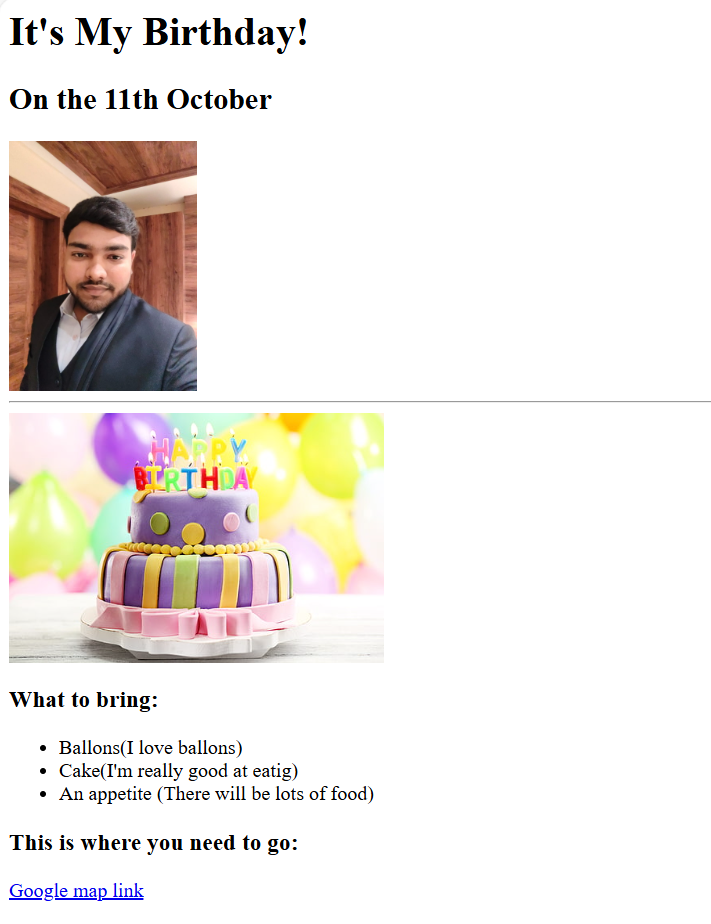 It's My Birthday!
On the 11th October
HAPPY
BIRTHDAY
What to bring:
Ballons(I love ballons)
Cake(I'm really good at eatig)
An appetite (There will be lots of food)
This is where you need to go:
Google map link